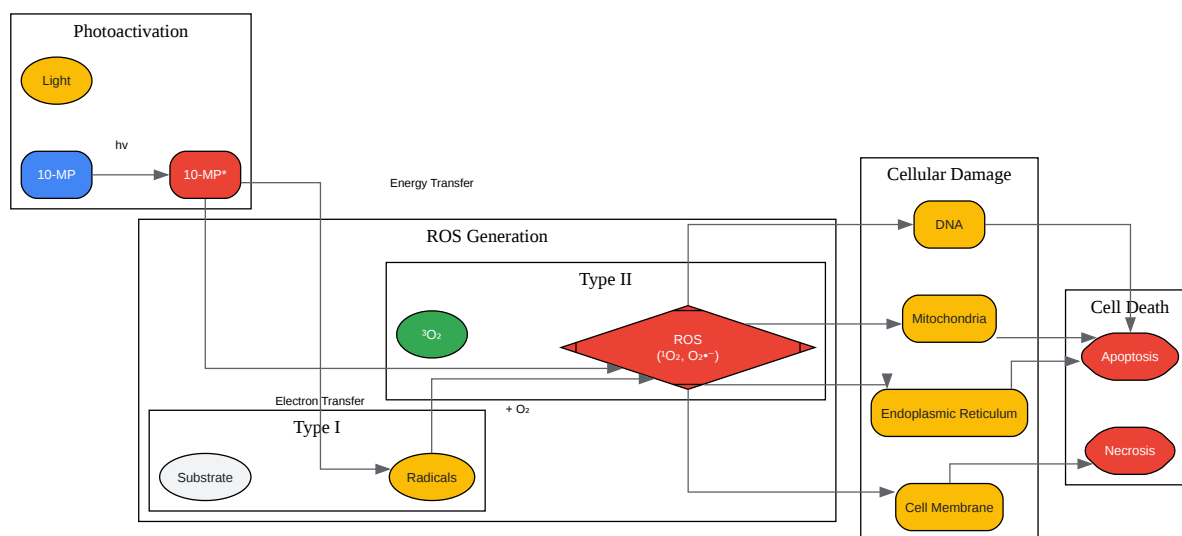 Photoactivation
Light
hν
10-MP
10-MP*
Energy Transfer
Cellular Damage
DNA
ROS Generation
Type II
³O₂
ROS
(¹O₂, O₂•⁻)
Mitochondria
Cell Death
Apoptosis
Endoplasmic Reticulum
Electron Transfer
+ O₂
Type I
Substrate
Radicals
Necrosis
Cell Membrane